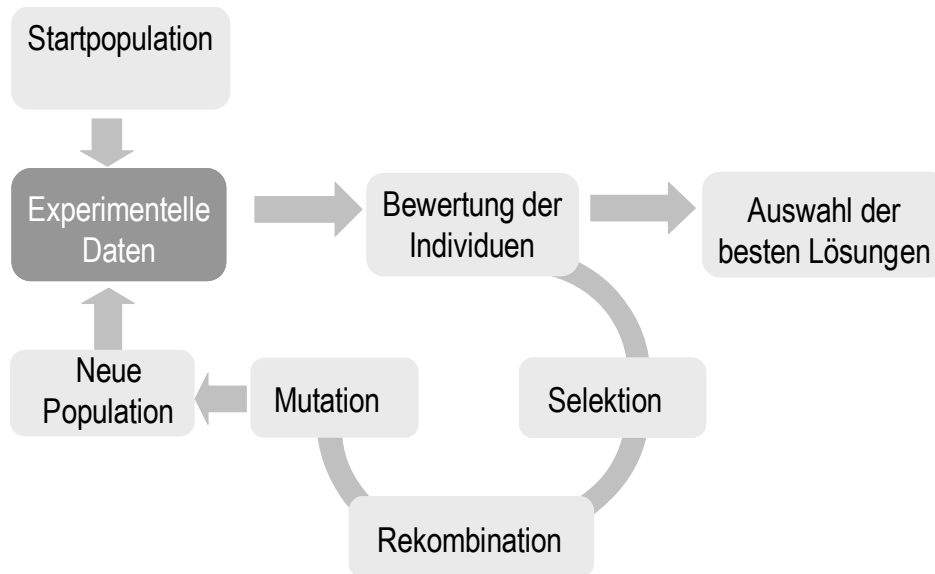 Startpopulation
Experimentelle
Daten
Bewertung der
Individuen
Auswahl der
besten Lösungen
Neue
Population
Mutation
Selektion
Rekombination